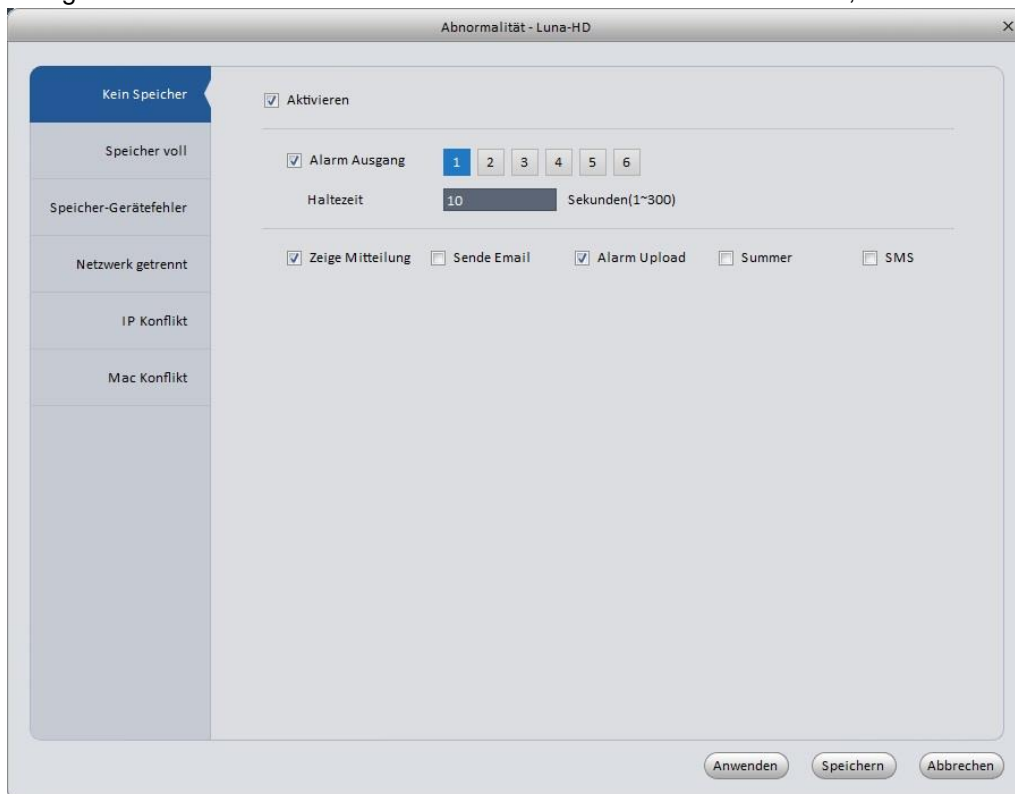 Abnormalität - Luna-HD
Kein Speicher
Speicher voll
Speicher-Gerätefehler
Netzwerk getrennt
IP Konflikt
Mac Konflikt
Aktivieren
Alarm Ausgang 1 2 3 4 5 6
Haltezeit 10 Sekunden(1~300)
Zeige Mitteilung Sende Email Alarm Upload Summer SMS
Anwenden Speichern Abbrechen